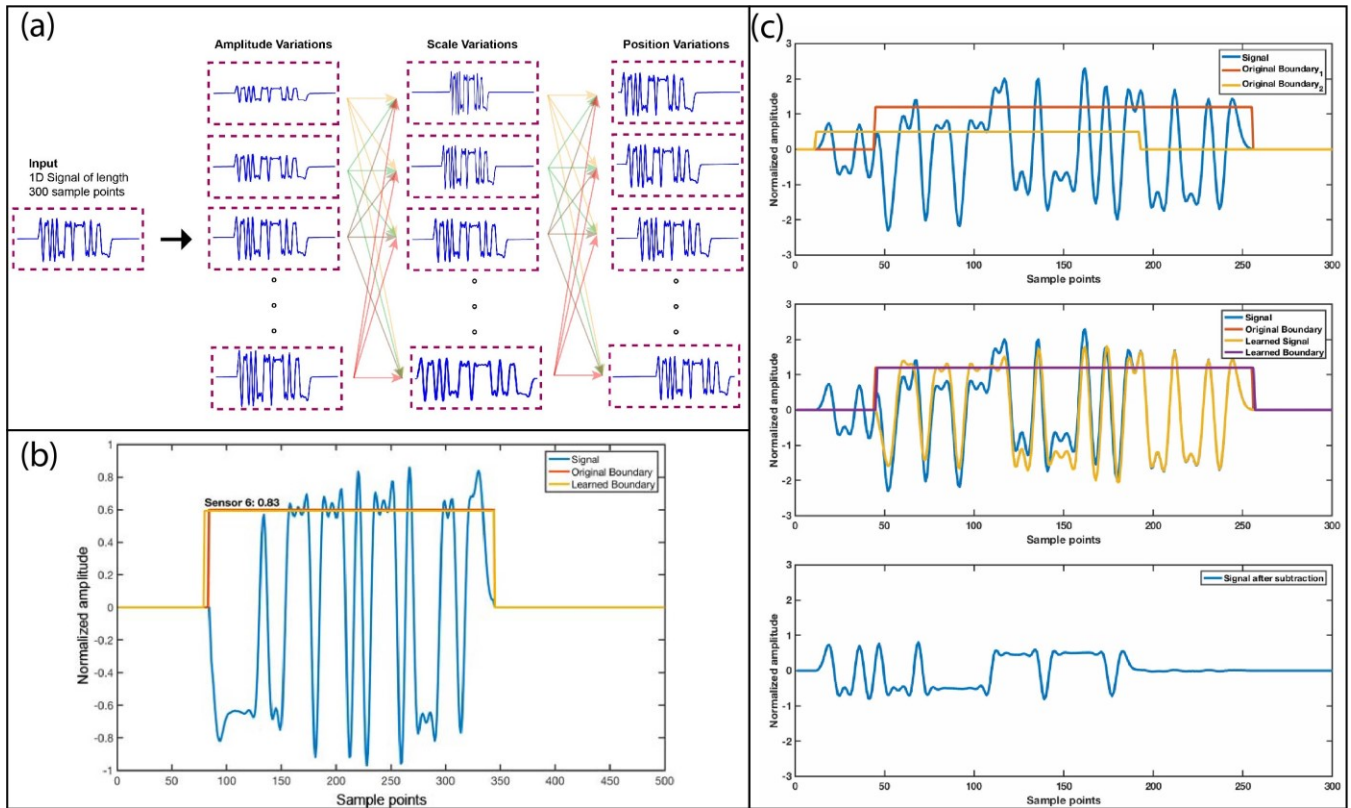 (a)
Amplitude Variations
Scale Variations
Position Variations
Input
1D Signal of length
300 sample points
(b)
Signal
Original Boundary
Learned Boundary
Sensor 6: 0.83
Normalized amplitude
1
0.8
0.6
0.4
0.2
0
-0.2
-0.4
-0.6
-0.8
-1
0 50 100 150 200 250 300 350 400 450 500
Sample points
(c)
Signal
Original Boundary1
Original Boundary2
Normalized amplitude
3
2
1
0
-1
-2
-3
0 50 100 150 200 250 300
Sample points
Signal
Original Boundary
Learned Signal
Learned Boundary
Normalized amplitude
3
2
1
0
-1
-2
-3
0 50 100 150 200 250 300
Sample points
Signal after subtraction
Normalized amplitude
3
2
1
0
-1
-2
-3
0 50 100 150 200 250 300
Sample points